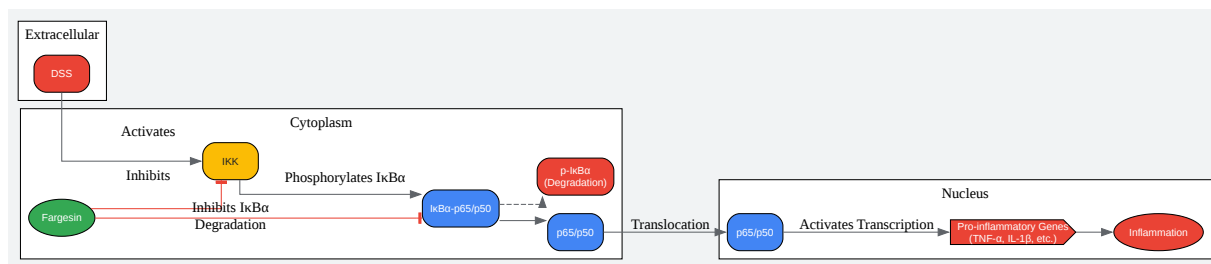 Extracellular
DSS
Cytoplasm
Activates
IKK
Inhibits
Phosphorylates IκBα
p-IκBα
(Degradation)
Fargesin
Inhibits IκBα
Degradation
IκBα-p65/p50
p65/p50
Translocation
Nucleus
p65/p50
Activates Transcription
Pro-inflammatory Genes
(TNF-α, IL-1β, etc.)
Inflammation